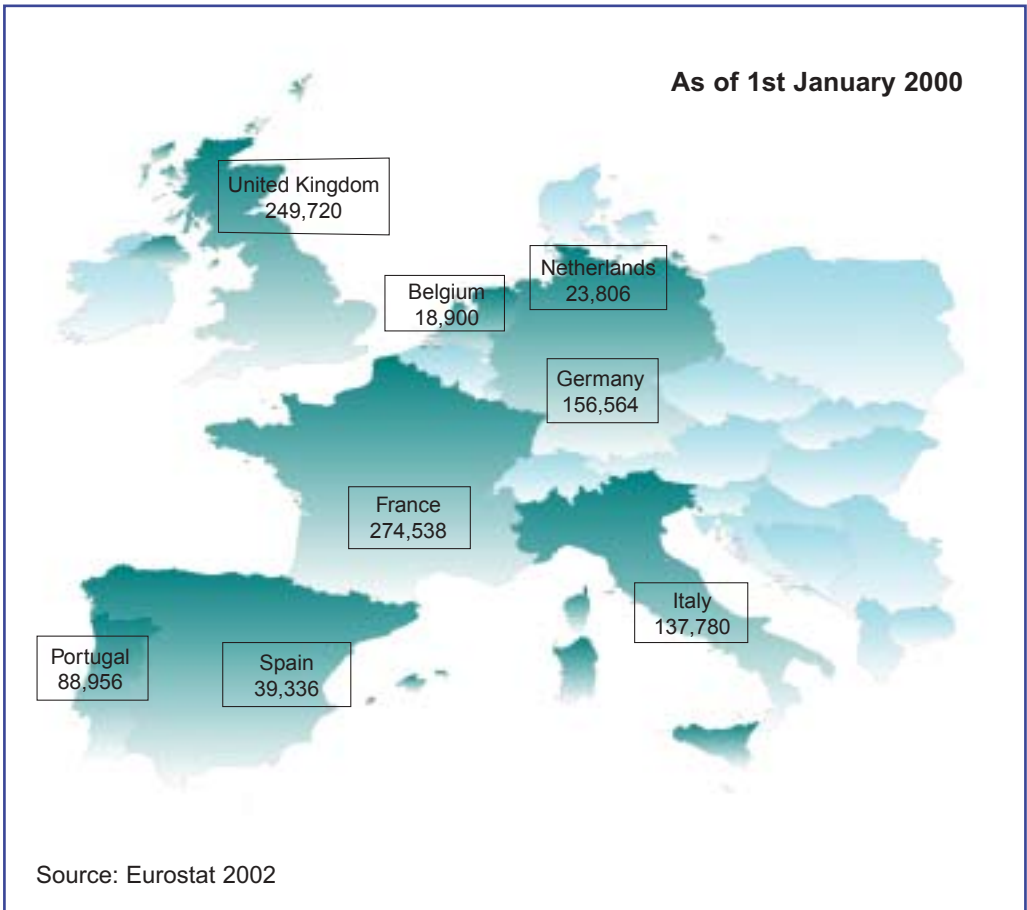 As of 1st January 2000
United Kingdom
249,720
Netherlands
23,806
Belgium
18,900
Germany
156,564
France
274,538
Italy
137,780
Portugal
88,956
Spain
39,336
Source: Eurostat 2002